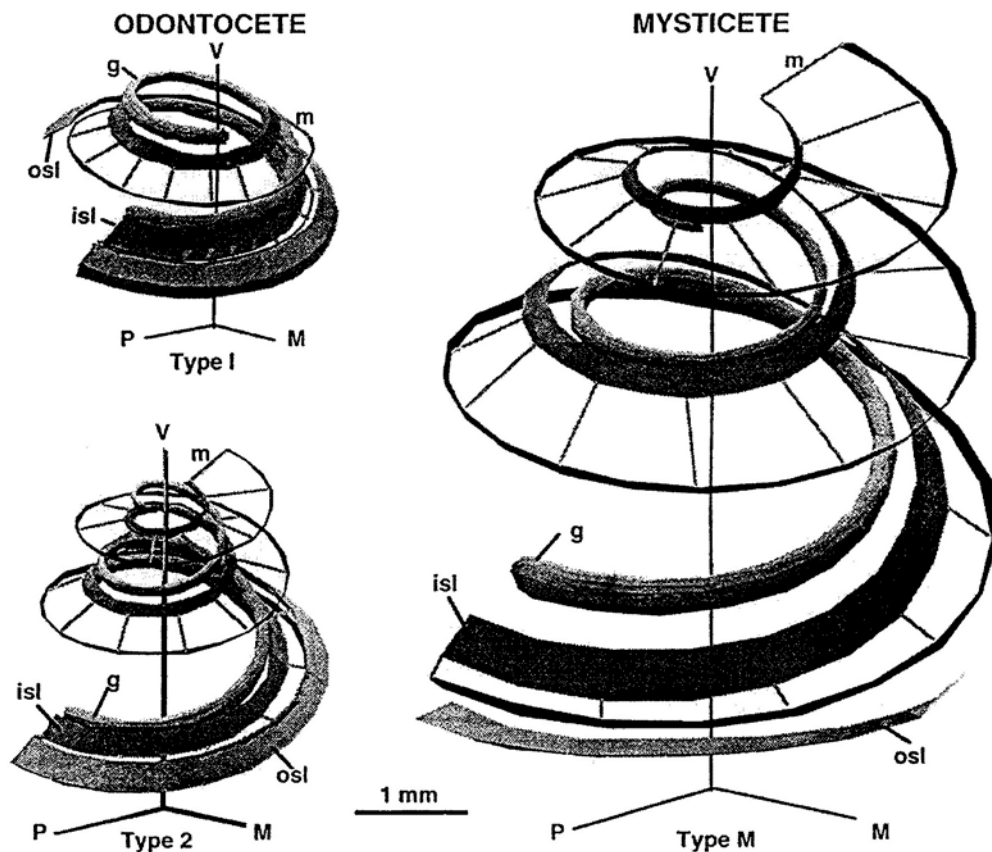 ODONTOCETE
V
g
m
osl
isl
P
M
Type I
V
m
isl
g
osl
P
M
Type 2
1 mm
MYSTICETE
V
m
g
isl
osl
P
M
Type M